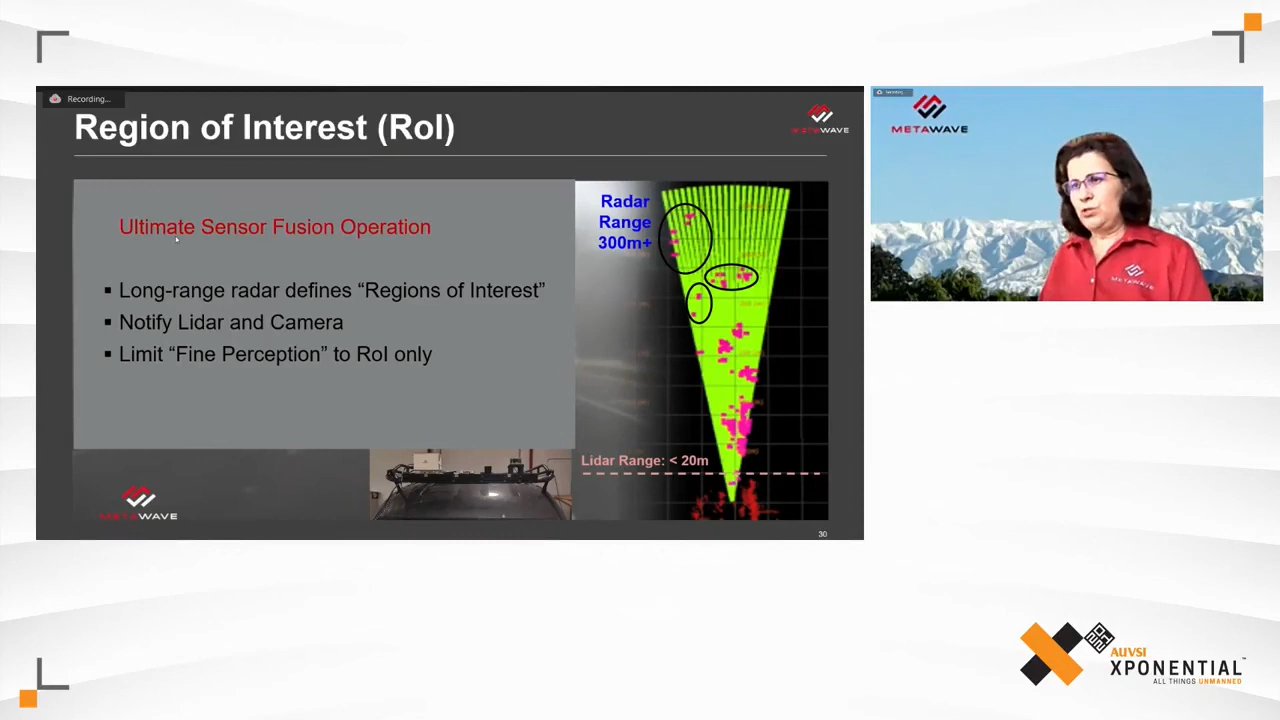 Recording...
Region of Interest (RoI)
METAWAVE
Ultimate Sensor Fusion Operation
▪ Long-range radar defines “Regions of Interest”
▪ Notify Lidar and Camera
▪ Limit “Fine Perception” to RoI only
Radar
Range
300m+
Lidar Range: < 20m
METAWAVE
30
METAWAVE
METAWAVE
AUVSI
XPONENTIAL™
ALL THINGS UNMANNED